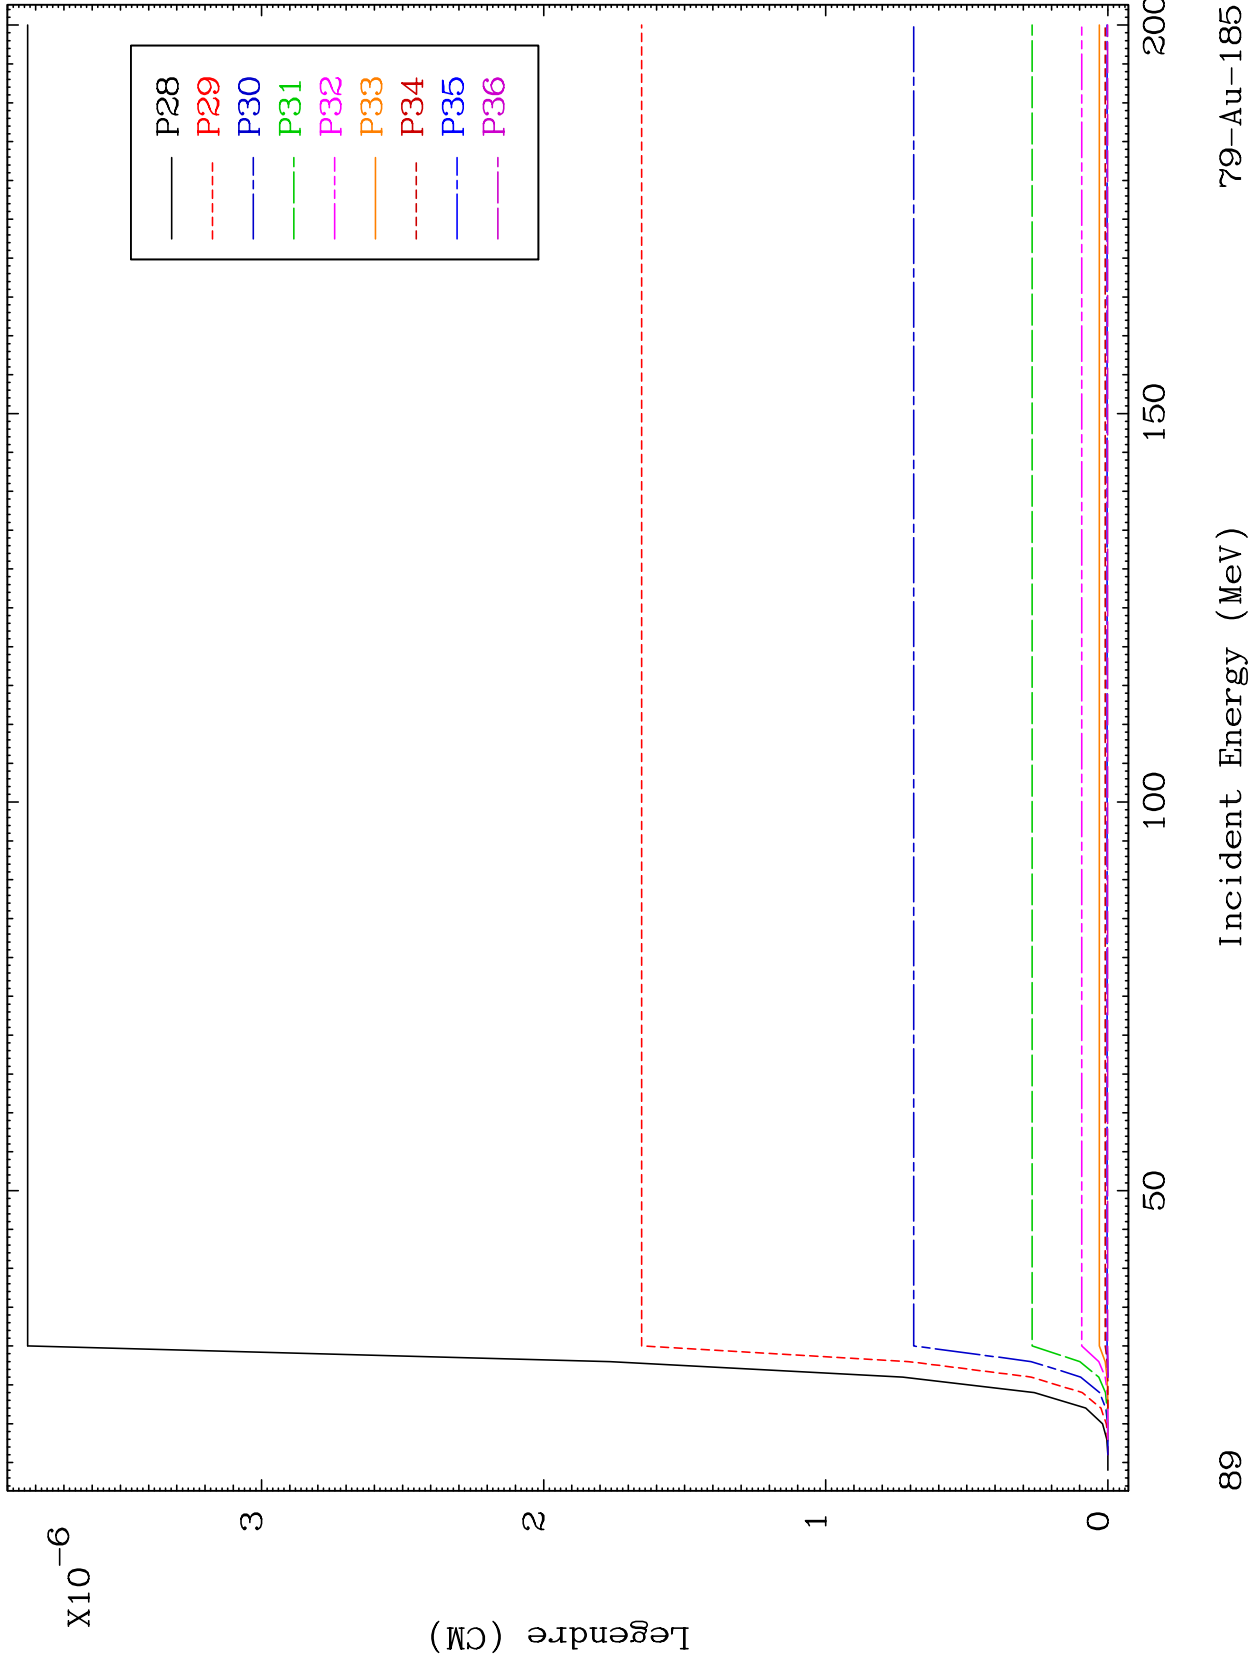 X10⁻⁶
3
2
1
0
Legendre (CM)
P28
P29
P30
P31
P32
P33
P34
P35
P36
50
100
150
200
Incident Energy (MeV)
89
79-Au-185